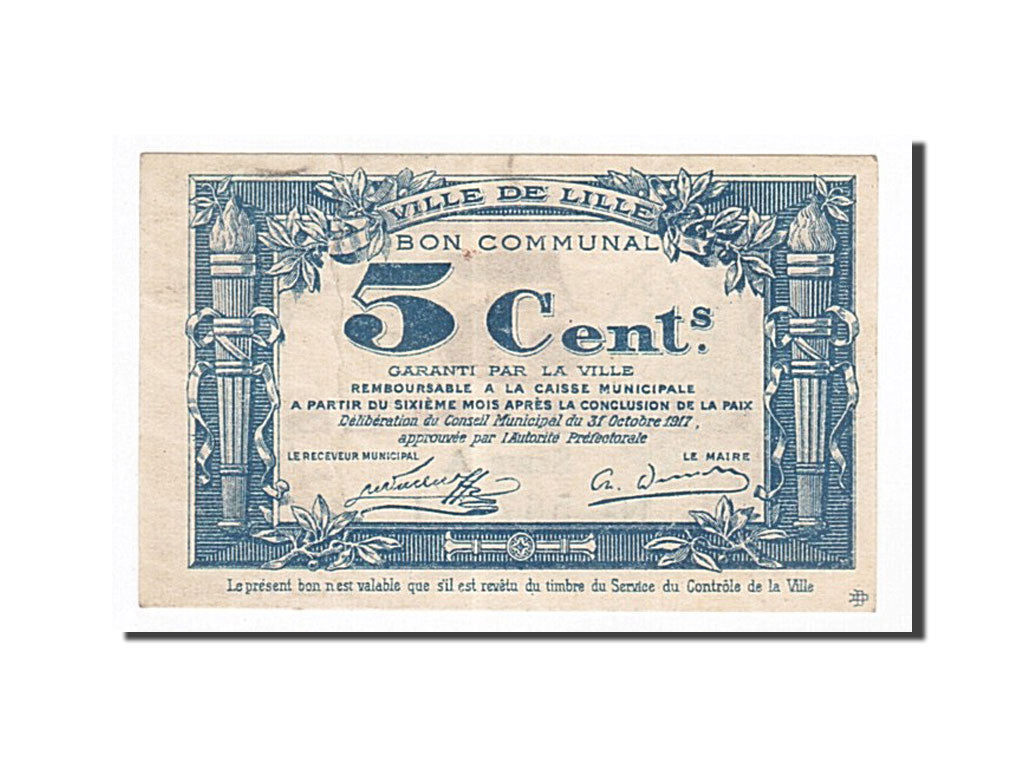 VILLE DE LILLE
BON COMMUNAL
5 Cent.s
GARANTI PAR LA VILLE
REMBOURSABLE A LA CAISSE MUNICIPALE
A PARTIR DU SIXIÈME MOIS APRÈS LA CONCLUSION DE LA PAIX
Délibération du Conseil Municipal du 31 Octobre 1917,
approuvée par l'Autorité Préfectorale
LE RECEVEUR MUNICIPAL LE MAIRE
Le présent bon n'est valable que s'il est revêtu du timbre du Service du Contrôle de la Ville